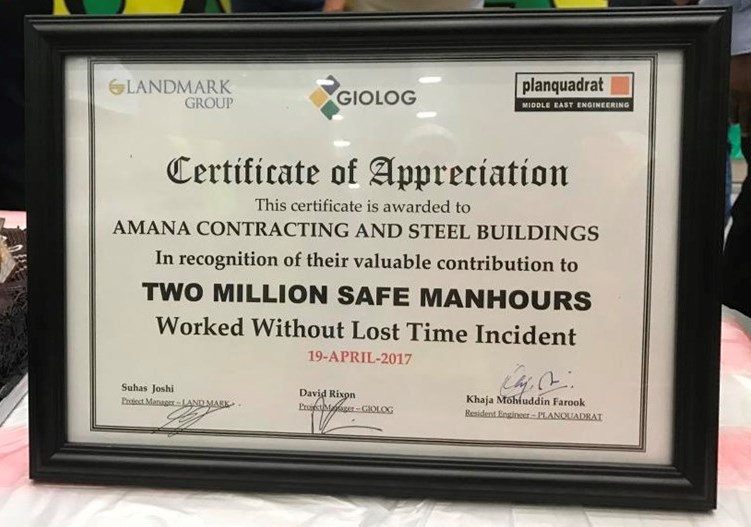 LANDMARK
GROUP
GIOLOG
planquadrat
MIDDLE EAST ENGINEERING
Certificate of Appreciation
This certificate is awarded to
AMANA CONTRACTING AND STEEL BUILDINGS
In recognition of their valuable contribution to
TWO MILLION SAFE MANHOURS
Worked Without Lost Time Incident
19-APRIL-2017
Suhas Joshi
Project Manager – LAND MARK
David Rixon
Project Manager – GIOLOG
Khaja Mohiuddin Farook
Resident Engineer – PLANQUADRAT